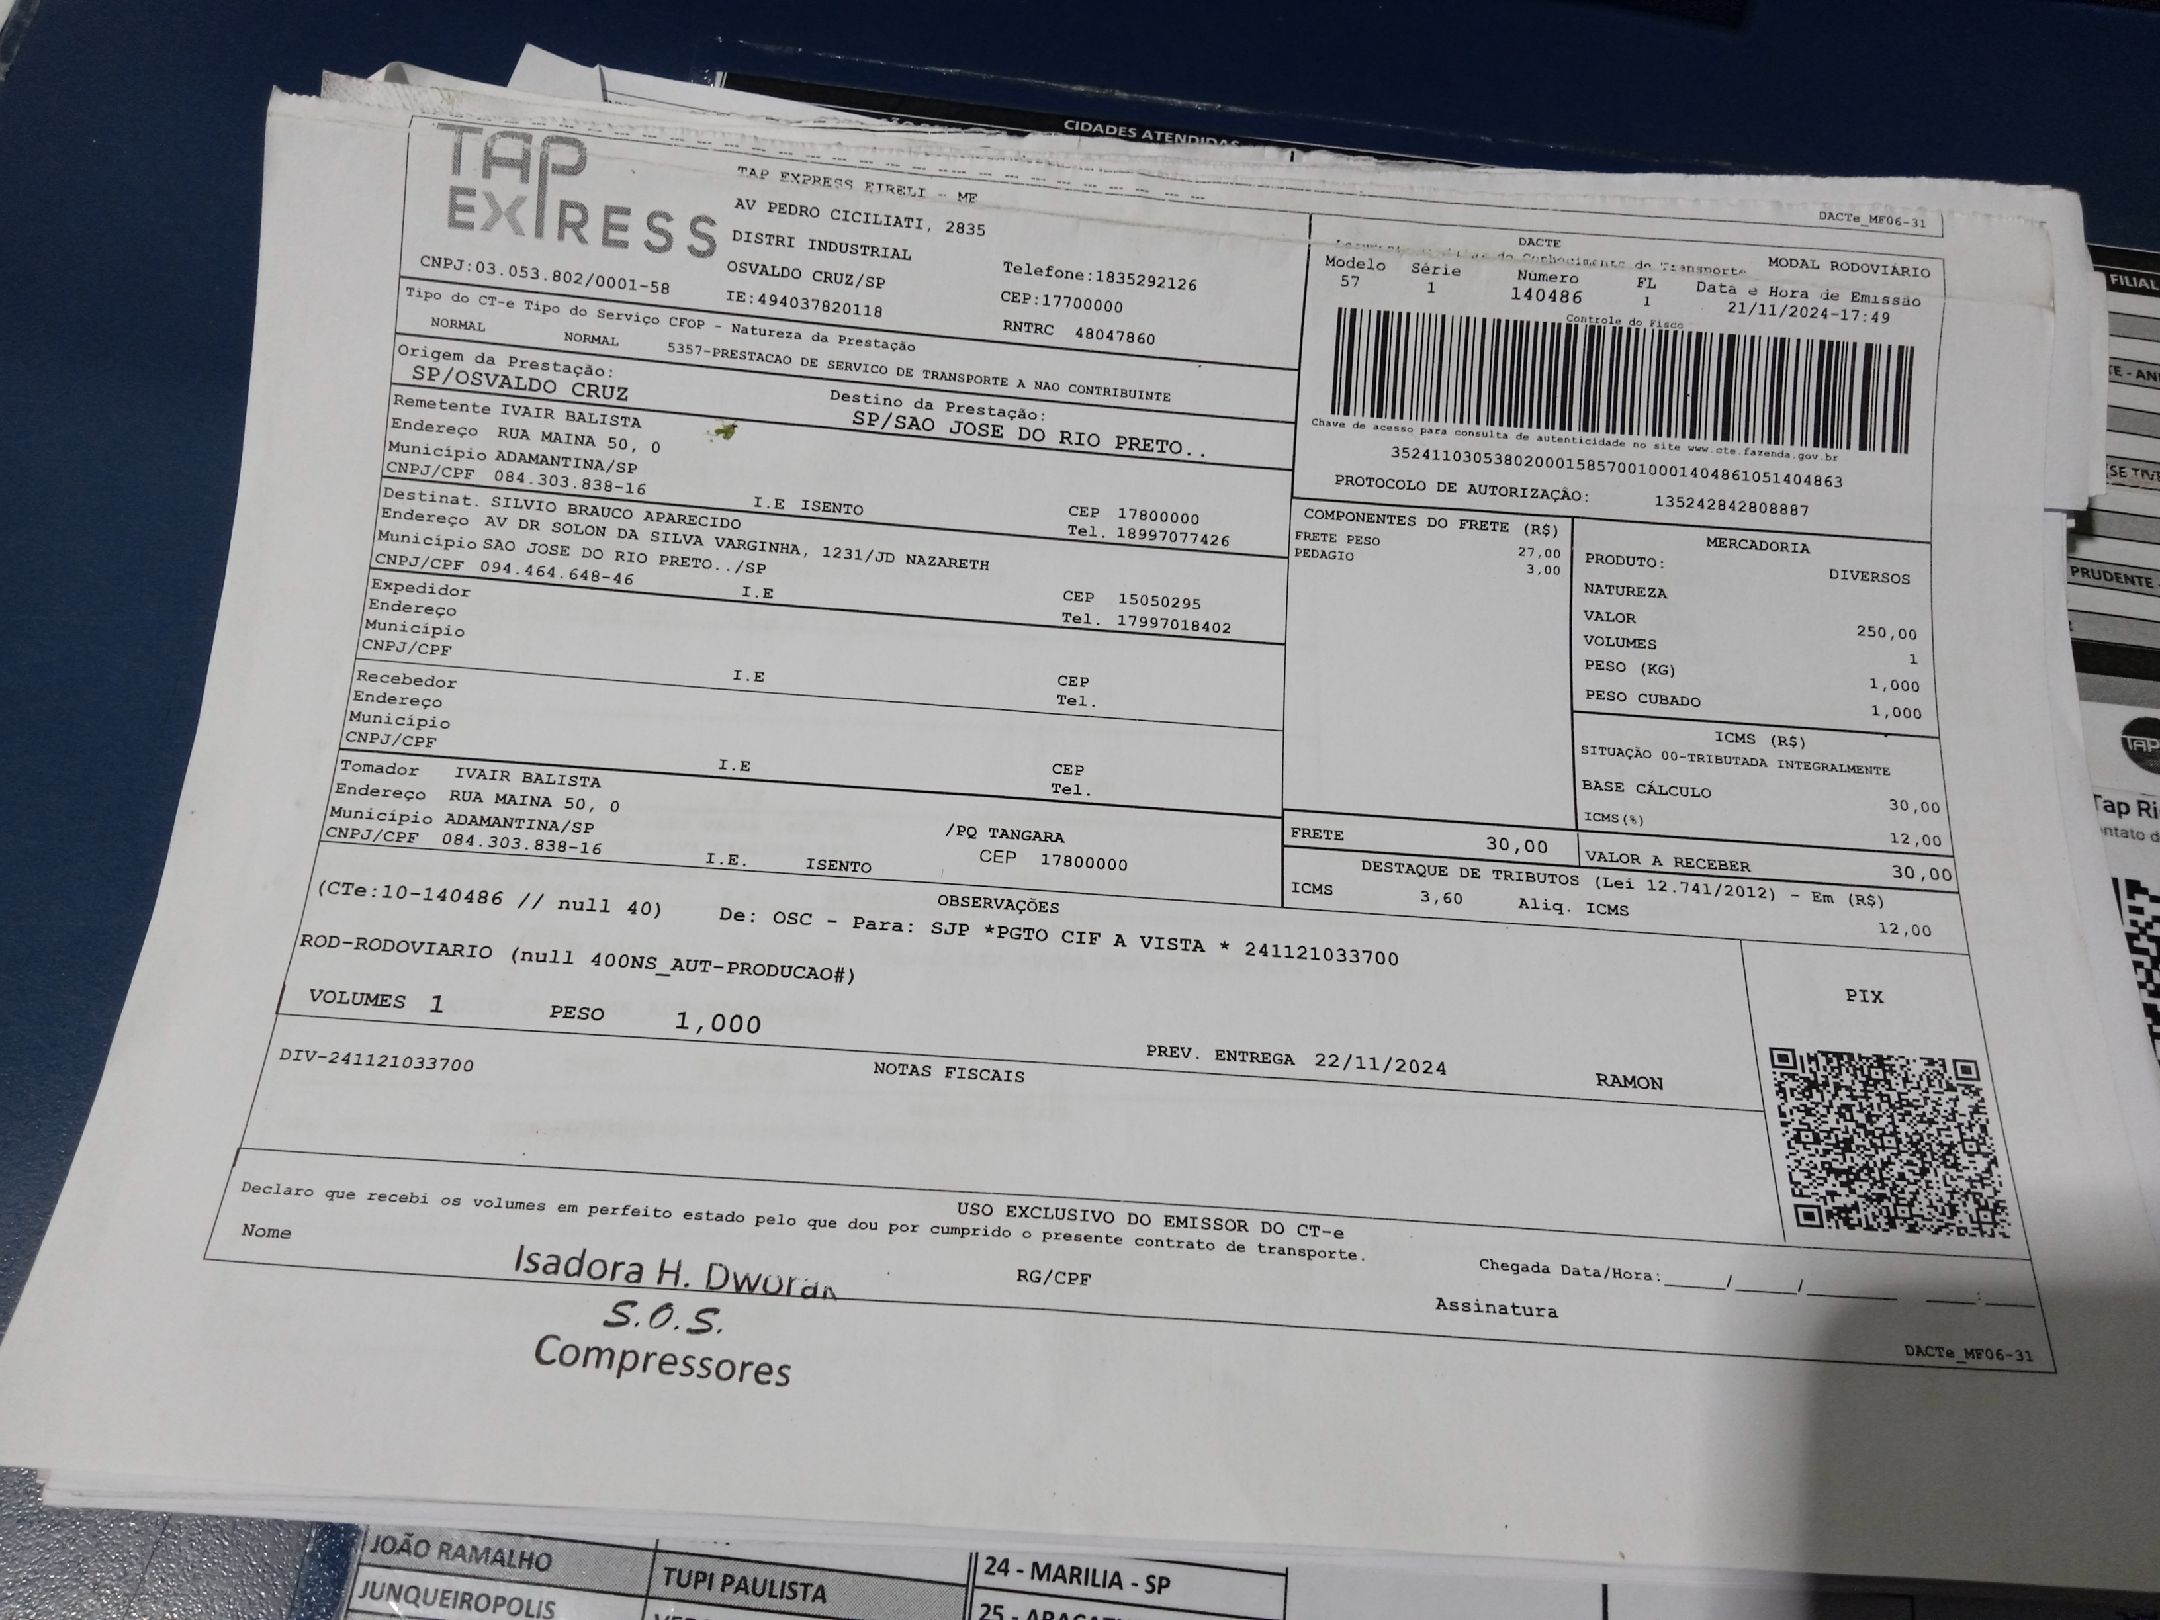 CIDADES ATENDIDAS
DACTe_MF06-31
TAP EXPRESS
TAP EXPRESS EIRELI - ME
AV PEDRO CICILIATI, 2835
DISTRI INDUSTRIAL
OSVALDO CRUZ/SP
Telefone:1835292126
CNPJ:03.053.802/0001-58
IE:494037820118
CEP:17700000
RNTRC 48047860
DACTE
MODAL RODOVIÁRIO
Modelo Série Número FL Data e Hora de Emissão
57 1 140486 1 21/11/2024-17:49
Controle do Fisco
Chave de acesso para consulta de autenticidade no site www.cte.fazenda.gov.br
35241103053802000158570010001404861051404863
PROTOCOLO DE AUTORIZAÇÃO: 135242842808887
Tipo do CT-e Tipo do Serviço CFOP - Natureza da Prestação
NORMAL NORMAL 5357-PRESTACAO DE SERVICO DE TRANSPORTE A NAO CONTRIBUINTE
Origem da Prestação: Destino da Prestação:
SP/OSVALDO CRUZ SP/SAO JOSE DO RIO PRETO..
Remetente IVAIR BALISTA
Endereço RUA MAINA 50, 0
Município ADAMANTINA/SP CEP 17800000
CNPJ/CPF 084.303.838-16 I.E ISENTO Tel. 18997077426
Destinat. SILVIO BRAUCO APARECIDO
Endereço AV DR SOLON DA SILVA VARGINHA, 1231/JD NAZARETH
Município SAO JOSE DO RIO PRETO../SP CEP 15050295
CNPJ/CPF 094.464.648-46 I.E Tel. 17997018402
Expedidor
Endereço
Município CEP
CNPJ/CPF I.E Tel.
Recebedor
Endereço
Município CEP
CNPJ/CPF I.E Tel.
Tomador IVAIR BALISTA
Endereço RUA MAINA 50, 0 /PQ TANGARA
Município ADAMANTINA/SP CEP 17800000
CNPJ/CPF 084.303.838-16 I.E. ISENTO
COMPONENTES DO FRETE (R$)
FRETE PESO 27,00
PEDAGIO 3,00
MERCADORIA
PRODUTO: DIVERSOS
NATUREZA
VALOR 250,00
VOLUMES 1
PESO (KG) 1,000
PESO CUBADO 1,000
ICMS (R$)
SITUAÇÃO 00-TRIBUTADA INTEGRALMENTE
BASE CÁLCULO 30,00
ICMS(%) 12,00
FRETE 30,00 VALOR A RECEBER 30,00
DESTAQUE DE TRIBUTOS (Lei 12.741/2012) - Em (R$)
ICMS 3,60 Aliq. ICMS 12,00
OBSERVAÇÕES
(CTe:10-140486 // null 40) De: OSC - Para: SJP *PGTO CIF A VISTA * 241121033700
ROD-RODOVIARIO (null 400NS_AUT-PRODUCAO#)
VOLUMES 1 PESO 1,000 PREV. ENTREGA 22/11/2024 RAMON
PIX
NOTAS FISCAIS
DIV-241121033700
USO EXCLUSIVO DO EMISSOR DO CT-e
Declaro que recebi os volumes em perfeito estado pelo que dou por cumprido o presente contrato de transporte.
Nome RG/CPF Assinatura
Chegada Data/Hora:_____/_____/_______ ____:____
Isadora H.
S.O.S.
Compressores
DACTe_MF06-31
FILIAL
PRUDENTE
TAP
JOÃO RAMALHO
JUNQUEIROPOLIS
TUPI PAULISTA
24 - MARILIA - SP